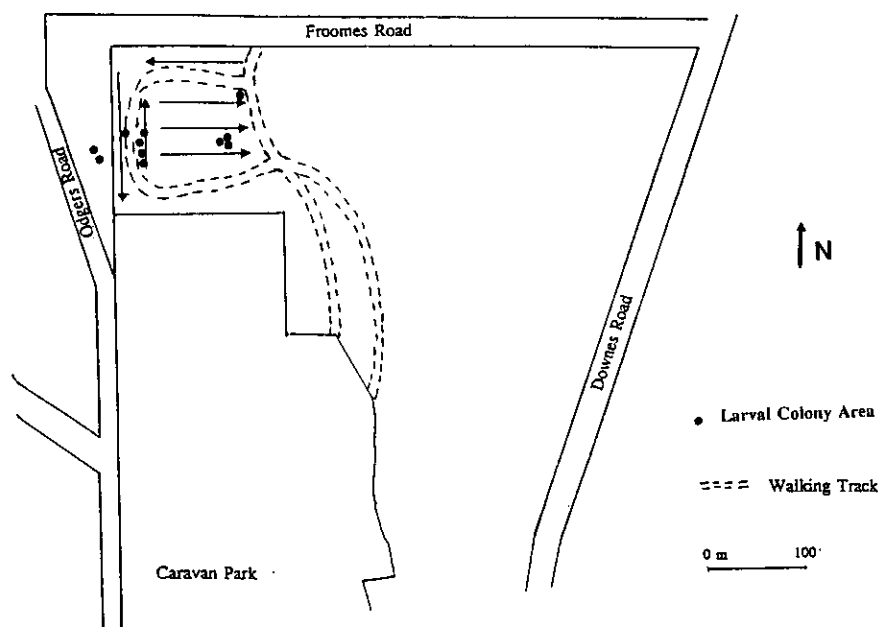 Froomes Road
Odgers Road
N
Downes Road
Larval Colony Area
Walking Track
0 m 100
Caravan Park